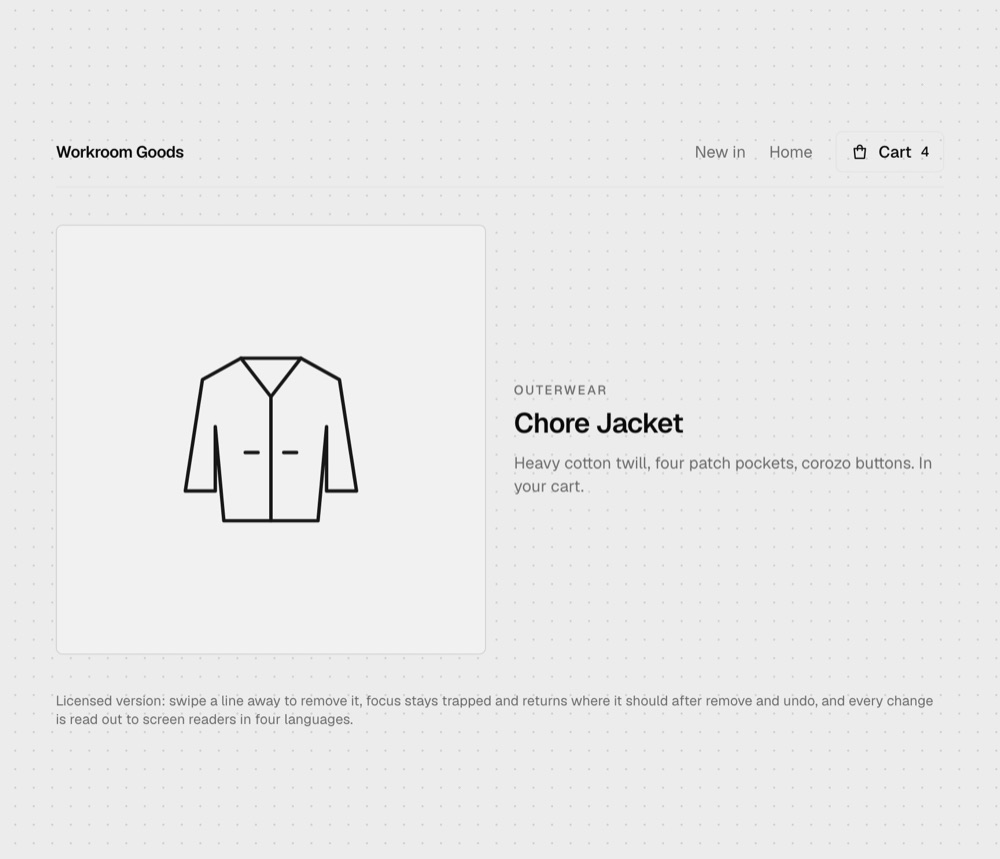 Workroom Goods
New in
Home
Cart 4
OUTERWEAR
Chore Jacket
Heavy cotton twill, four patch pockets, corozo buttons. In
your cart.
Licensed version: swipe a line away to remove it, focus stays trapped and returns where it should after remove and undo, and every change
is read out to screen readers in four languages.